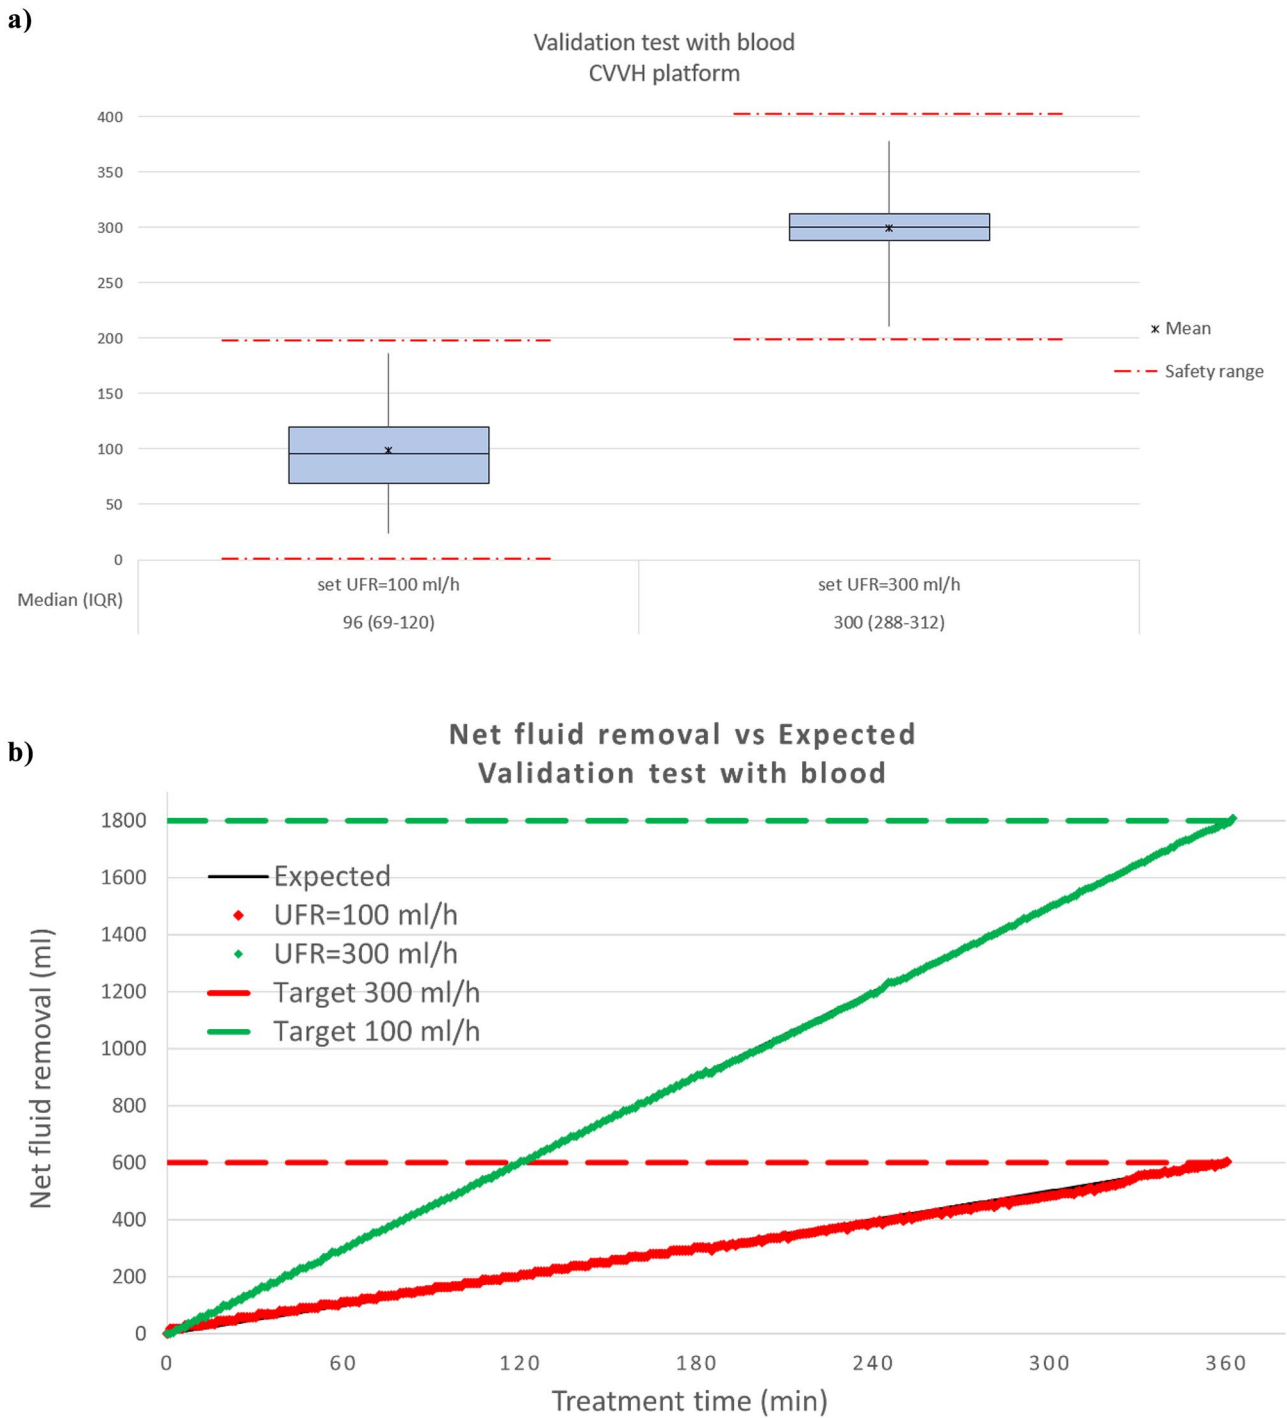 a)
Validation test with blood
CVVH platform
400
350
300
250
200
150
100
50
0
Mean
Safety range
set UFR=100 ml/h
set UFR=300 ml/h
Median (IQR)
96 (69-120)
300 (288-312)
b)
Net fluid removal vs Expected
Validation test with blood
Net fluid removal (ml)
1800
1600
1400
1200
1000
800
600
400
200
0
Expected
UFR=100 ml/h
UFR=300 ml/h
Target 300 ml/h
Target 100 ml/h
0 60 120 180 240 300 360
Treatment time (min)